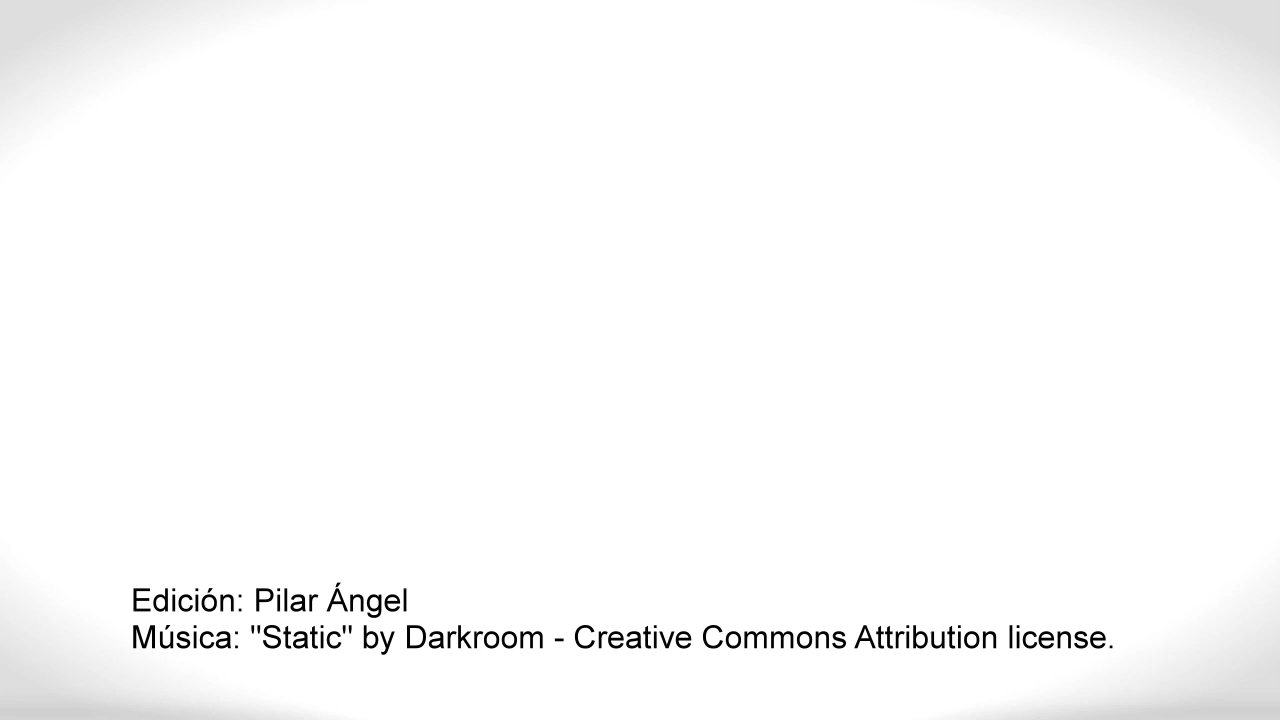 Edición: Pilar Ángel
Música: "Static" by Darkroom - Creative Commons Attribution license.